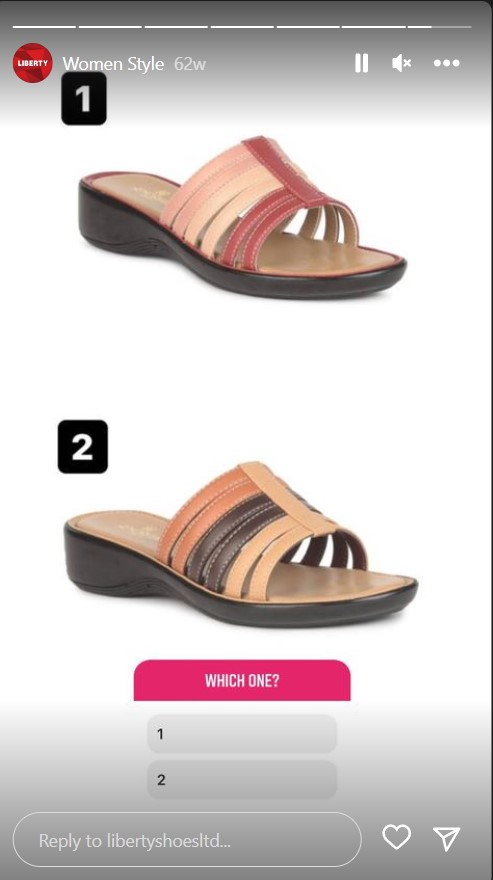 LIBERTY
Women Style 62w
1
2
WHICH ONE?
1
2
Reply to libertyshoesltd...